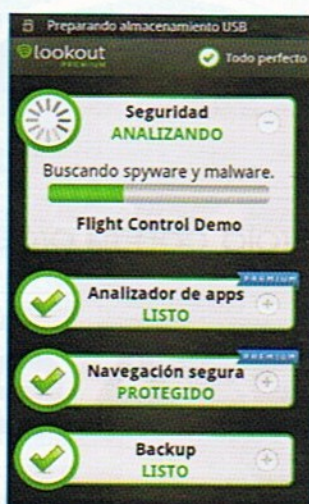 Preparando almacenamiento USB
lookout
PREMIUM
Todo perfecto
Seguridad
ANALIZANDO
Buscando spyware y malware.
Flight Control Demo
PREMIUM
Analizador de apps
LISTO
PREMIUM
Navegación segura
PROTEGIDO
Backup
LISTO